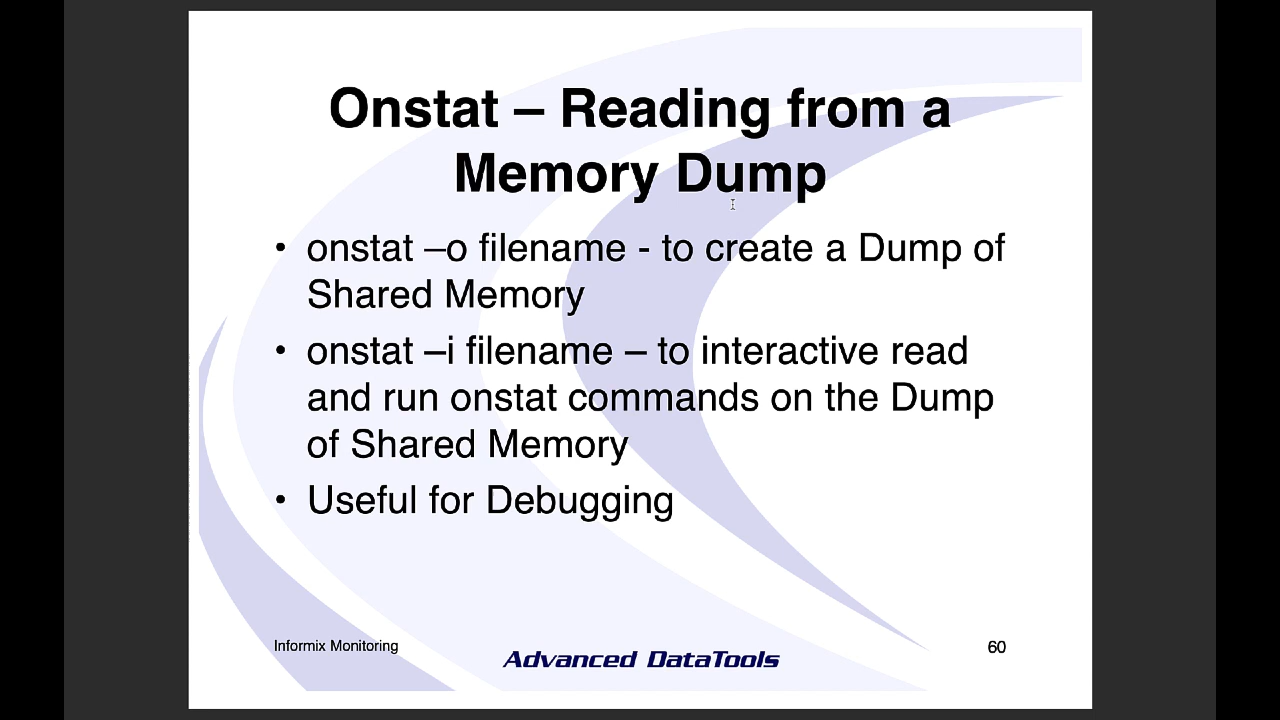 Onstat – Reading from a
Memory Dump
• onstat –o filename - to create a Dump of
Shared Memory
• onstat –i filename – to interactive read
and run onstat commands on the Dump
of Shared Memory
• Useful for Debugging
Informix Monitoring
Advanced DataTools
60